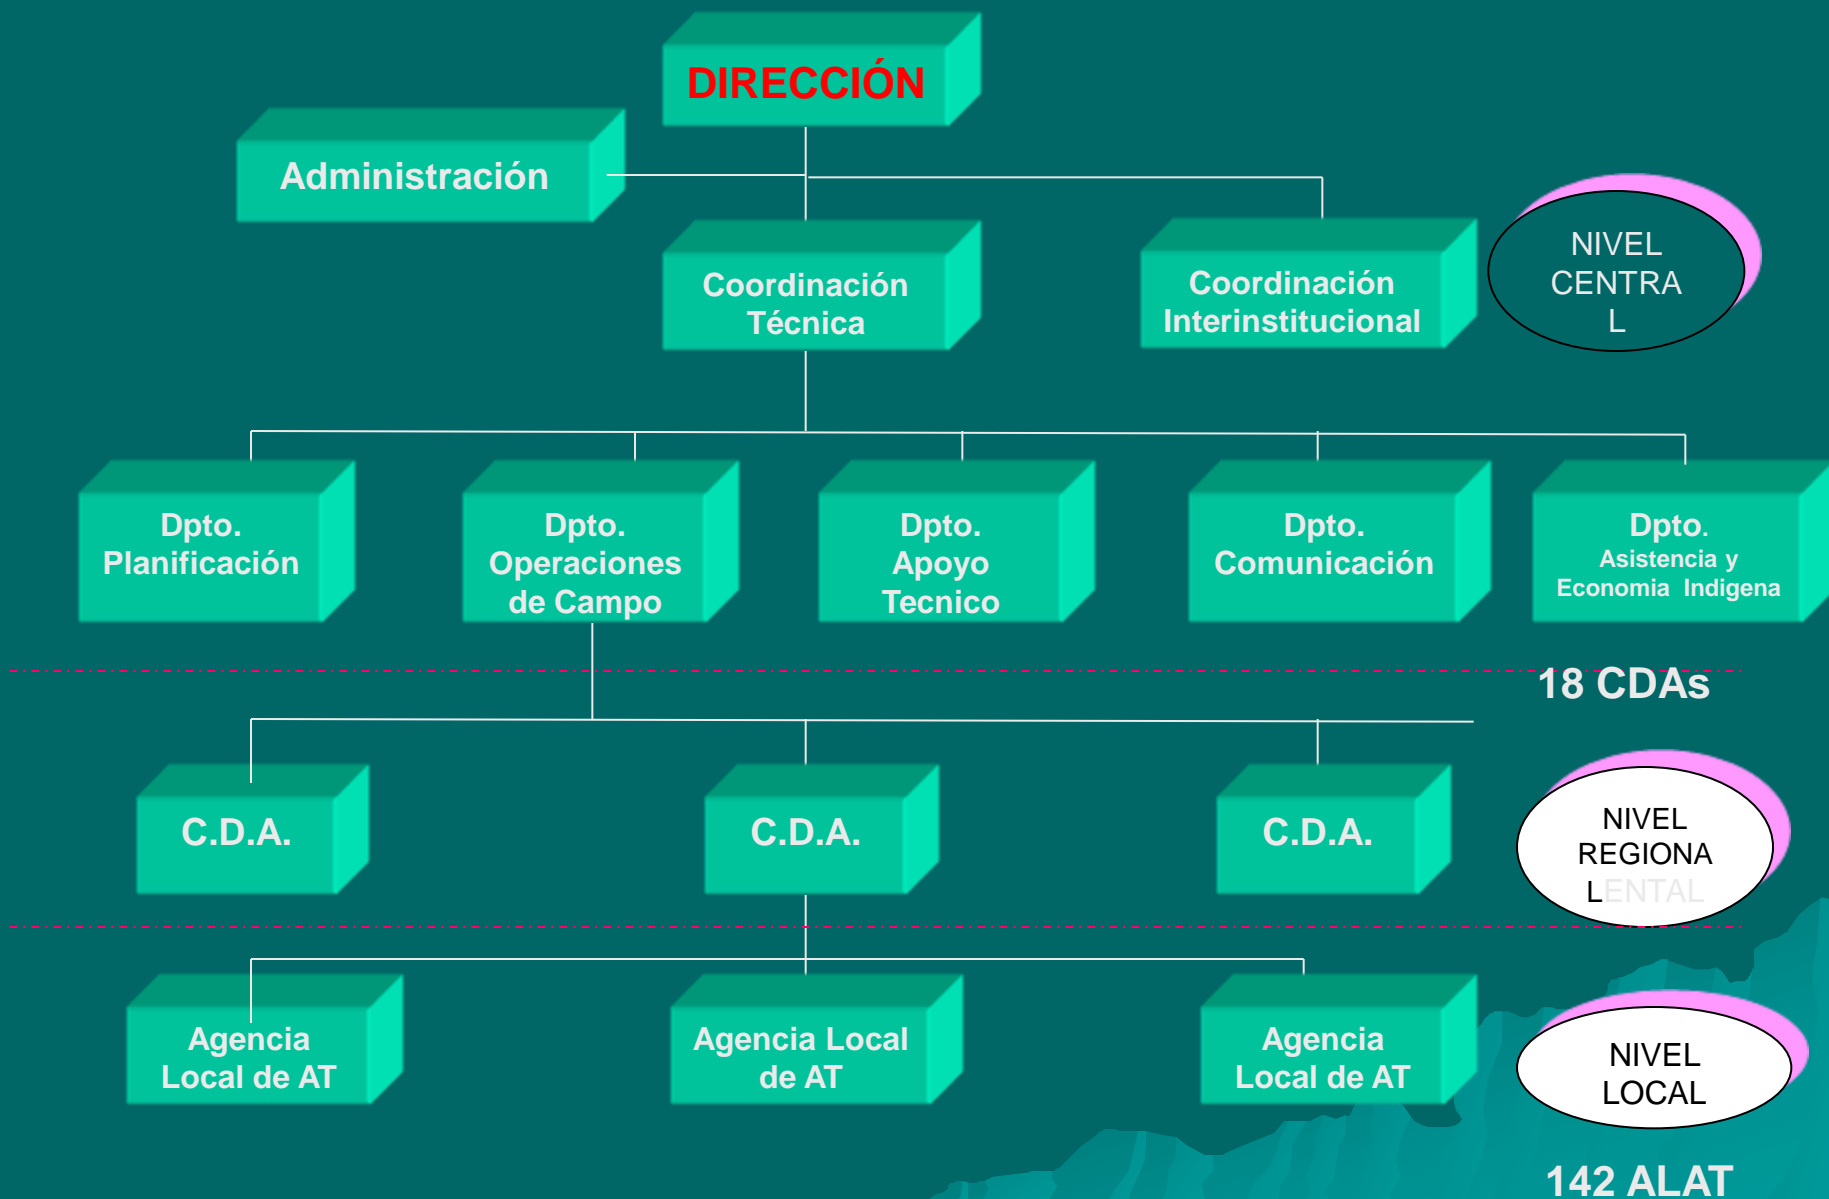 DIRECCIÓN
Administración
Coordinación
Técnica
Coordinación
Interinstitucional
NIVEL
CENTRA
L
Dpto.
Planificación
Dpto.
Operaciones
de Campo
Dpto.
Apoyo
Tecnico
Dpto.
Comunicación
Dpto.
Asistencia y
Economia Indigena
18 CDAs
C.D.A.
C.D.A.
C.D.A.
NIVEL
REGIONA
LENTAL
Agencia
Local de AT
Agencia Local
de AT
Agencia
Local de AT
NIVEL
LOCAL
142 ALAT